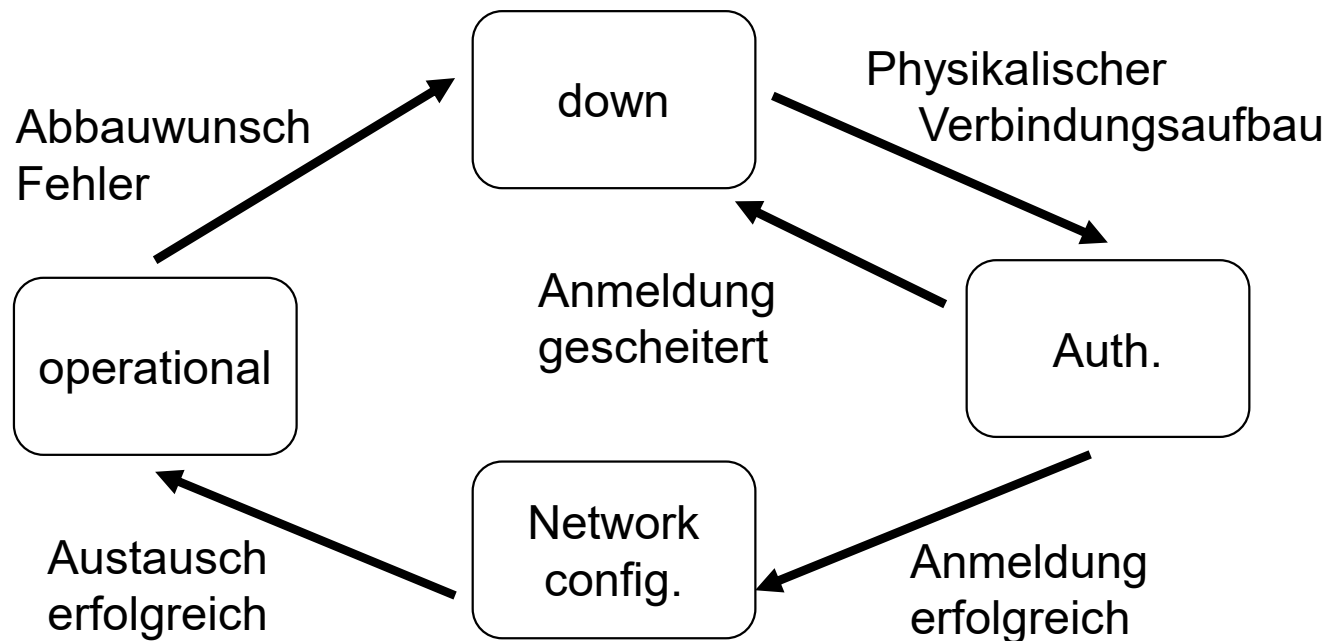 down
Physikalischer
Verbindungsaufbau
Abbauwunsch
Fehler
Anmeldung
gescheitert
operational
Auth.
Network
config.
Austausch
erfolgreich
Anmeldung
erfolgreich